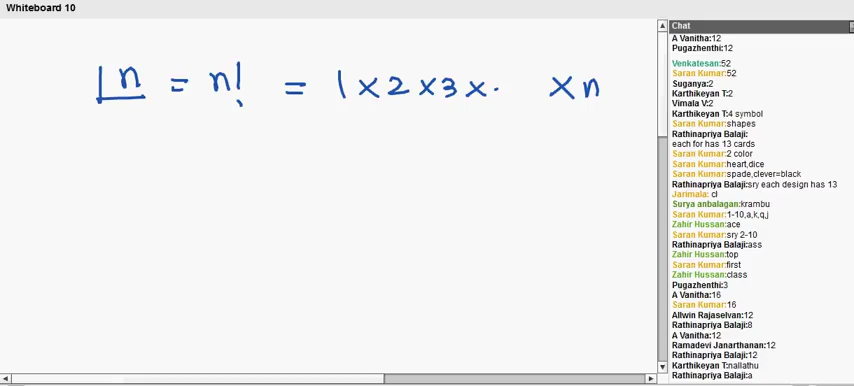 Whiteboard 10
|n = n! = 1 x 2 x 3 x . x n
Chat
A Vanitha:12
Pugazhenthi:12
Venkatesan:52
Saran Kumar:52
Suganya:2
Karthikeyan T:2
Vimala V:2
Karthikeyan T:4 symbol
Saran Kumar:shapes
Rathinapriya Balaji:
each for has 13 cards
Saran Kumar:2 color
Saran Kumar:heart,dice
Saran Kumar:spade,clever=black
Rathinapriya Balaji:sry each design has 13
Jarimala: cl
Surya anbalagan:krambu
Saran Kumar:1-10,a,k,q,j
Zahir Hussan:ace
Saran Kumar:sry 2-10
Rathinapriya Balaji:ass
Zahir Hussan:top
Saran Kumar:first
Zahir Hussan:class
Pugazhenthi:3
A Vanitha:16
Saran Kumar:16
Allwin Rajaselvan:12
Rathinapriya Balaji:8
A Vanitha:12
Ramadevi Janarthanan:12
Rathinapriya Balaji:12
Karthikeyan T:nallathu
Rathinapriya Balaji:a